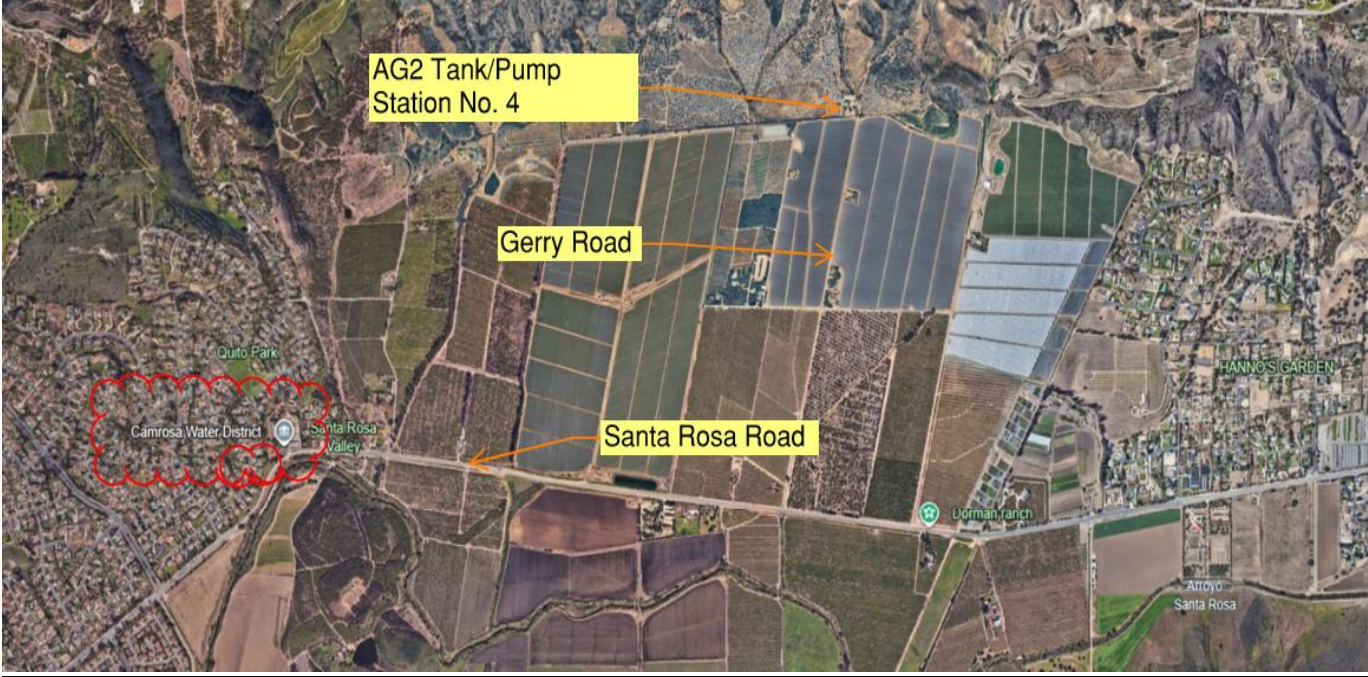 AG2 Tank/Pump
Station No. 4
Gerry Road
Quito Park
HANNO'S GARDEN
Camrosa Water District
Santa Rosa
Valley
Santa Rosa Road
Dorman ranch
Arroyo
Santa Rosa